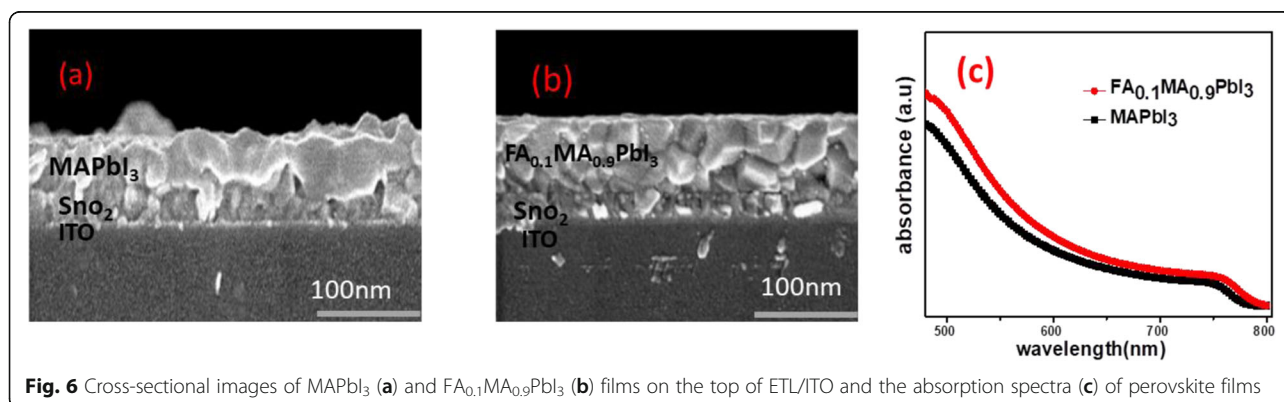 (a)
MAPbI₃
Sno₂
ITO
100nm
(b)
FA₀.₁MA₀.₉PbI₃
Sno₂
ITO
100nm
(c)
FA₀.₁MA₀.₉PbI₃
MAPbI₃
absorbance (a.u)
500 600 700 800
wavelength(nm)
Fig. 6 Cross-sectional images of MAPbI₃ (a) and FA₀.₁MA₀.₉PbI₃ (b) films on the top of ETL/ITO and the absorption spectra (c) of perovskite films